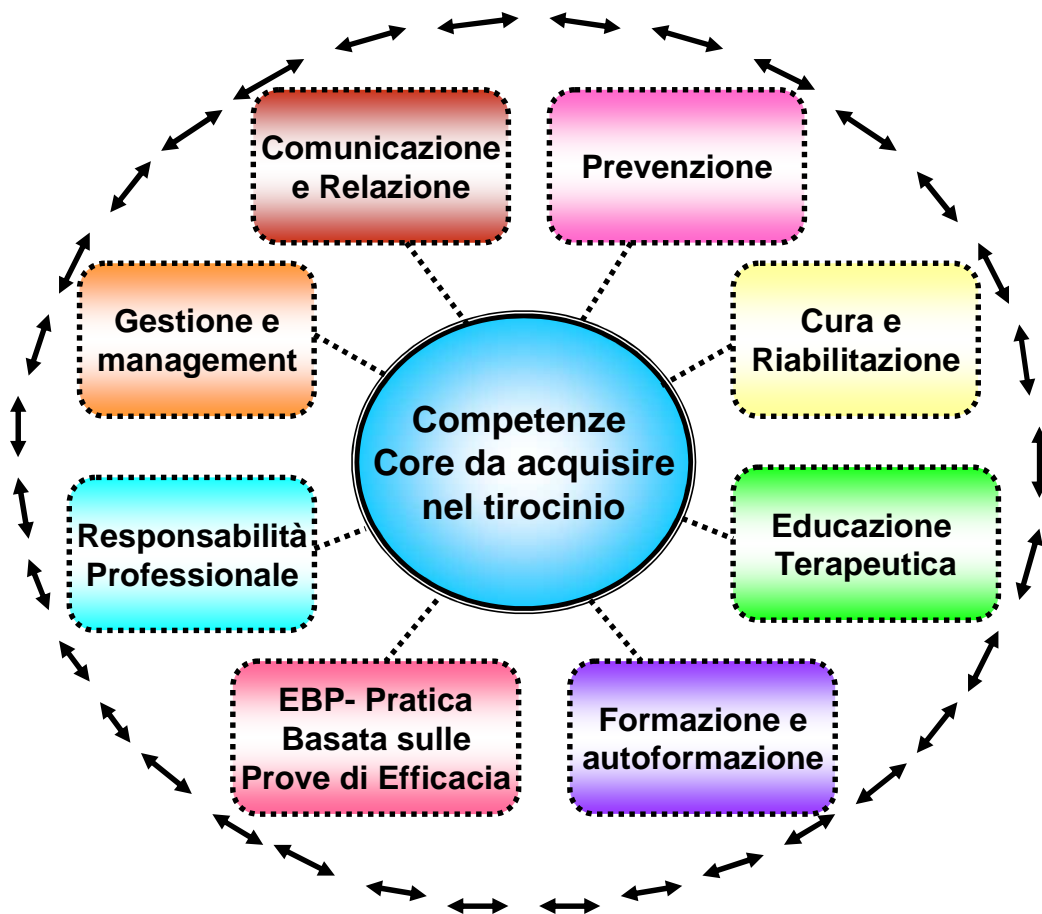 Comunicazione
e Relazione
Prevenzione
Gestione e
management
Cura e
Riabilitazione
Competenze
Core da acquisire
nel tirocinio
Responsabilità
Professionale
Educazione
Terapeutica
EBP- Pratica
Basata sulle
Prove di Efficacia
Formazione e
autoformazione